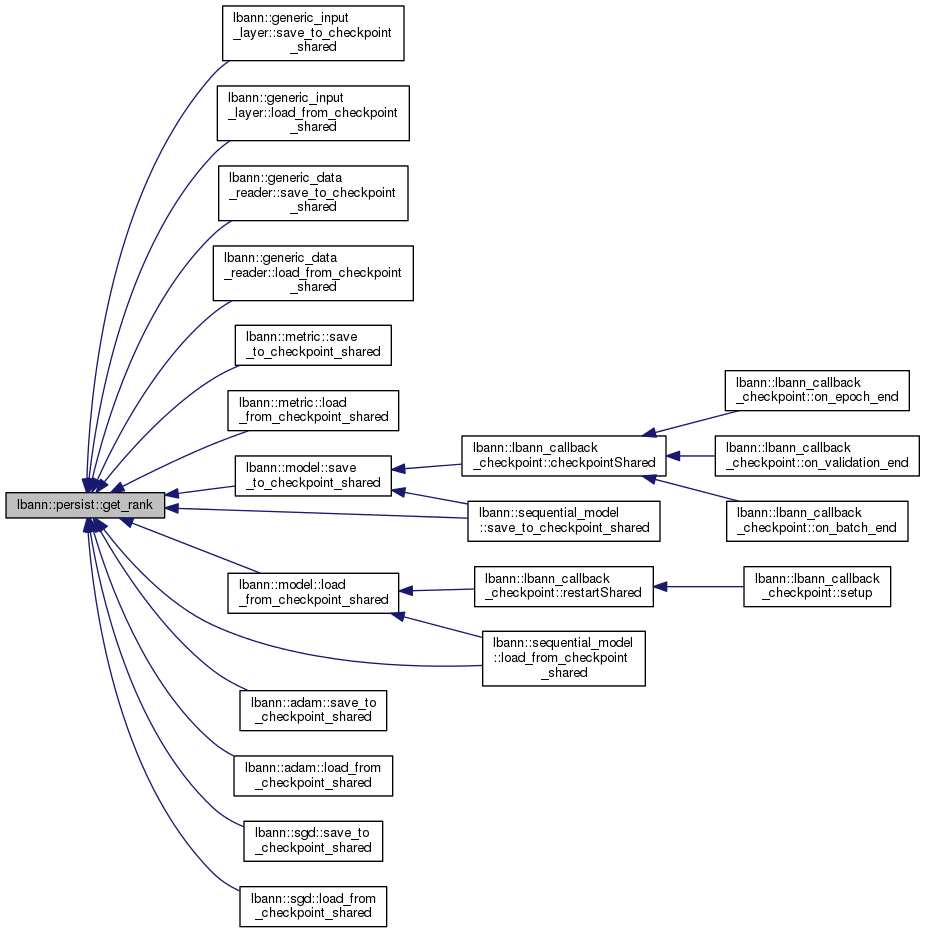 lbann::generic_input
_layer::save_to_checkpoint
_shared
lbann::generic_input
_layer::load_from_checkpoint
_shared
lbann::generic_data
_reader::save_to_checkpoint
_shared
lbann::generic_data
_reader::load_from_checkpoint
_shared
lbann::metric::save
_to_checkpoint_shared
lbann::metric::load
_from_checkpoint_shared
lbann::model::save
_to_checkpoint_shared
lbann::persist::get_rank
lbann::model::load
_from_checkpoint_shared
lbann::adam::save_to
_checkpoint_shared
lbann::adam::load_from
_checkpoint_shared
lbann::sgd::save_to
_checkpoint_shared
lbann::sgd::load_from
_checkpoint_shared
lbann::lbann_callback
_checkpoint::checkpointShared
lbann::sequential_model
::save_to_checkpoint_shared
lbann::lbann_callback
_checkpoint::restartShared
lbann::sequential_model
::load_from_checkpoint
_shared
lbann::lbann_callback
_checkpoint::on_epoch_end
lbann::lbann_callback
_checkpoint::on_validation_end
lbann::lbann_callback
_checkpoint::on_batch_end
lbann::lbann_callback
_checkpoint::setup